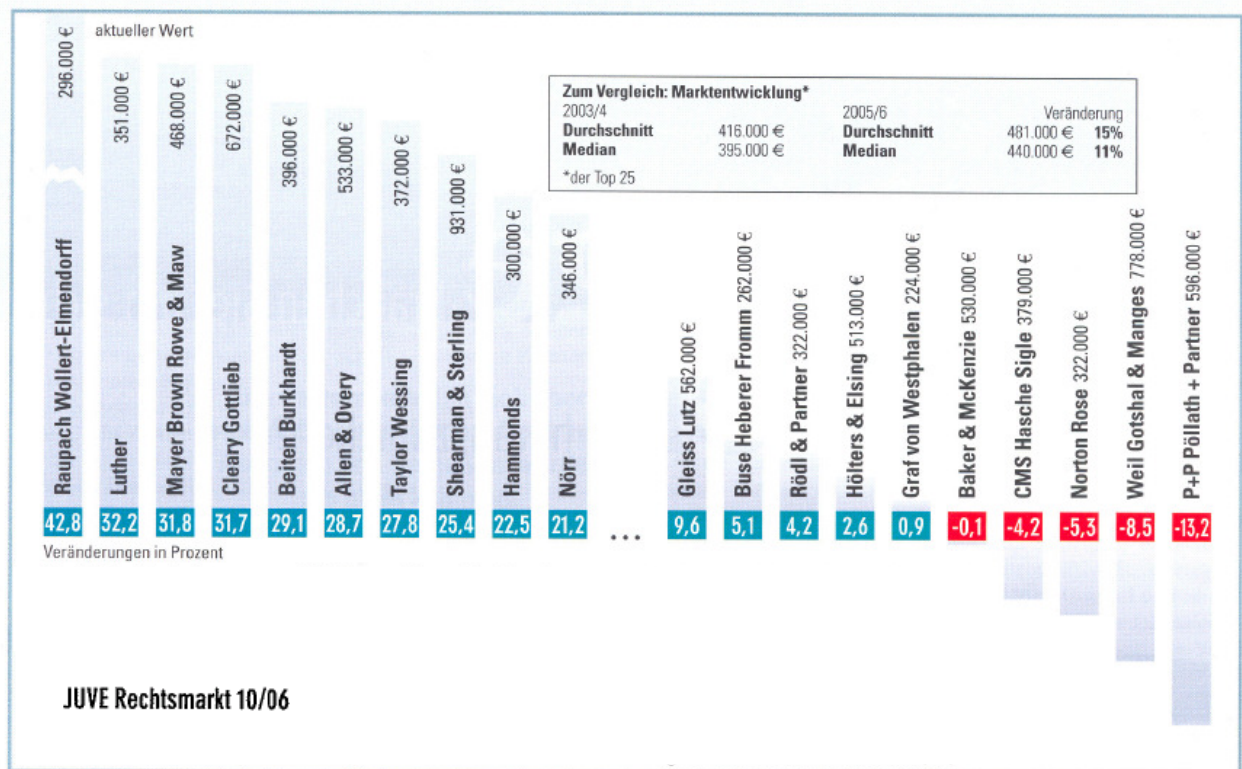 aktueller Wert
Raupach Wollert-Elmendorff 296.000 €
Luther 351.000 €
Mayer Brown Rowe & Maw 468.000 €
Cleary Gottlieb 672.000 €
Beiten Burkhardt 396.000 €
Allen & Overy 533.000 €
Taylor Wessing 372.000 €
Shearman & Sterling 931.000 €
Hammonds 300.000 €
Nörr 346.000 €
Zum Vergleich: Marktentwicklung*
2003/4 2005/6 Veränderung
Durchschnitt 416.000 € Durchschnitt 481.000 € 15%
Median 395.000 € Median 440.000 € 11%
*der Top 25
Gleiss Lutz 562.000 €
Buse Heberer Fromm 262.000 €
Rödl & Partner 322.000 €
Hölters & Elsing 513.000 €
Graf von Westphalen 224.000 €
Baker & McKenzie 530.000 €
CMS Hasche Sigle 379.000 €
Norton Rose 322.000 €
Weil Gotshal & Manges 778.000 €
P+P Pöllath + Partner 596.000 €
42,8 32,2 31,8 31,7 29,1 28,7 27,8 25,4 22,5 21,2 ... 9,6 5,1 4,2 2,6 0,9 -0,1 -4,2 -5,3 -8,5 -13,2
Veränderungen in Prozent
JUVE Rechtsmarkt 10/06